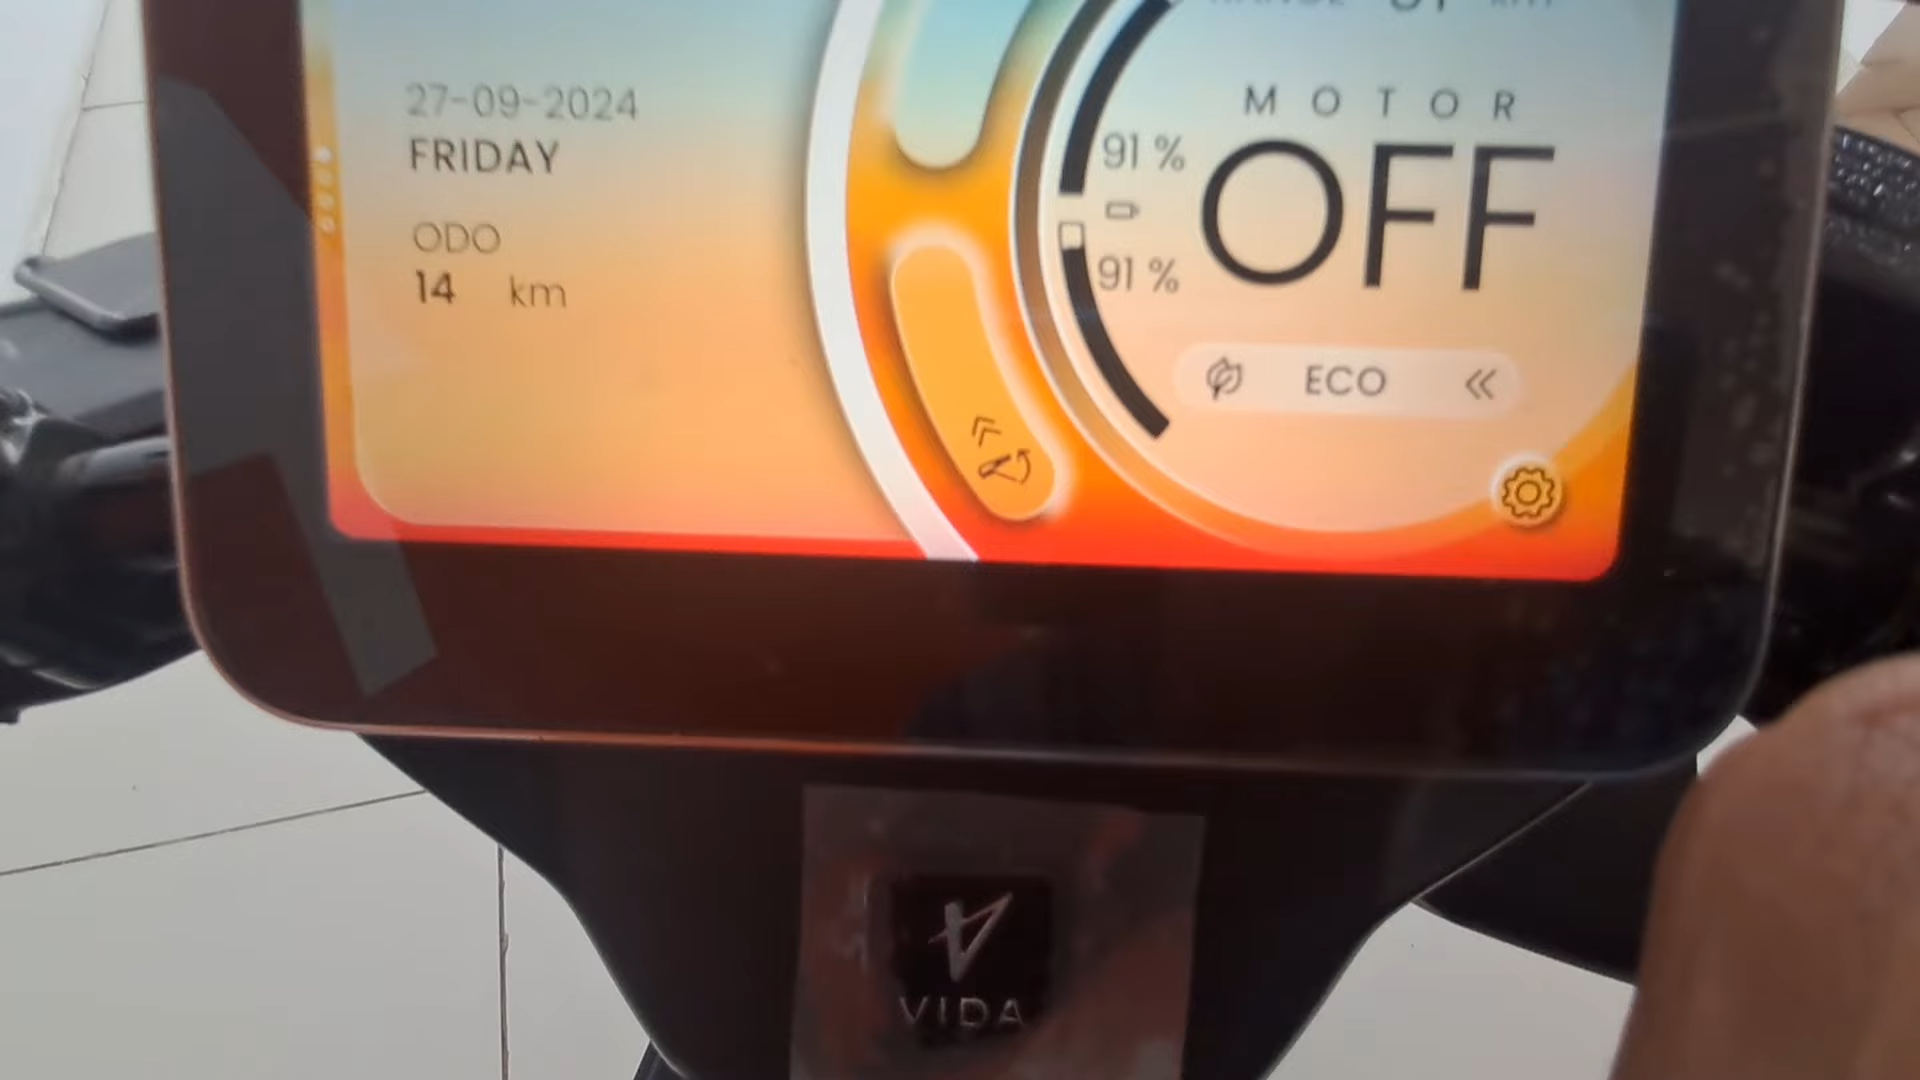 27-09-2024
FRIDAY
ODO
14 km
MOTOR
OFF
91 %
91 %
ECO
VIDA